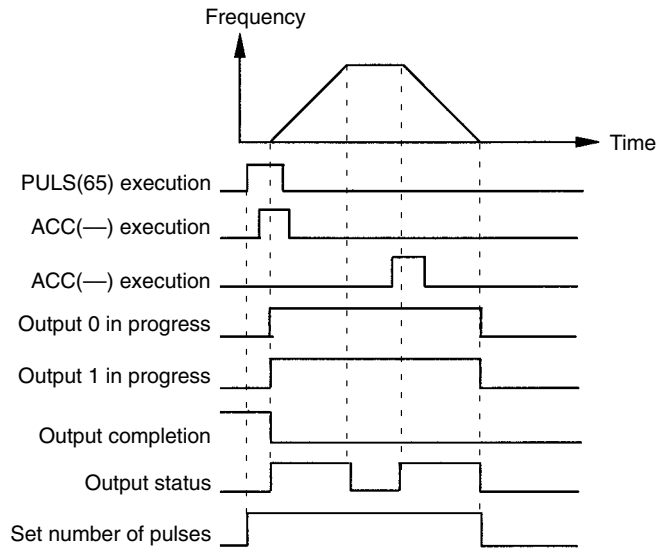 Frequency
Time
PULS(65) execution
ACC(—) execution
ACC(—) execution
Output 0 in progress
Output 1 in progress
Output completion
Output status
Set number of pulses